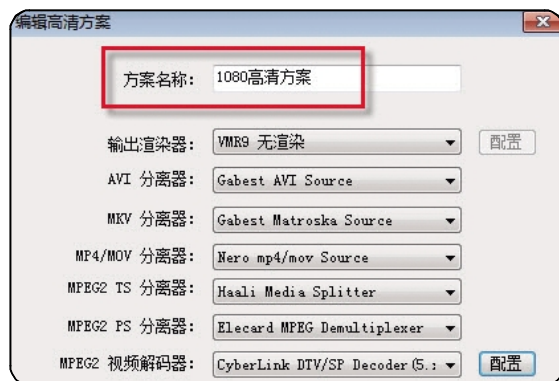 编辑高清方案
方案名称: 1080高清方案
输出渲染器: VMR9 无渲染 配置
AVI 分离器: Gabest AVI Source
MKV 分离器: Gabest Matroska Source
MP4/MOV 分离器: Nero mp4/mov Source
MPEG2 TS 分离器: Haali Media Splitter
MPEG2 PS 分离器: Elecard MPEG Demultiplexer
MPEG2 视频解码器: CyberLink DTV/SP Decoder(5.: 配置